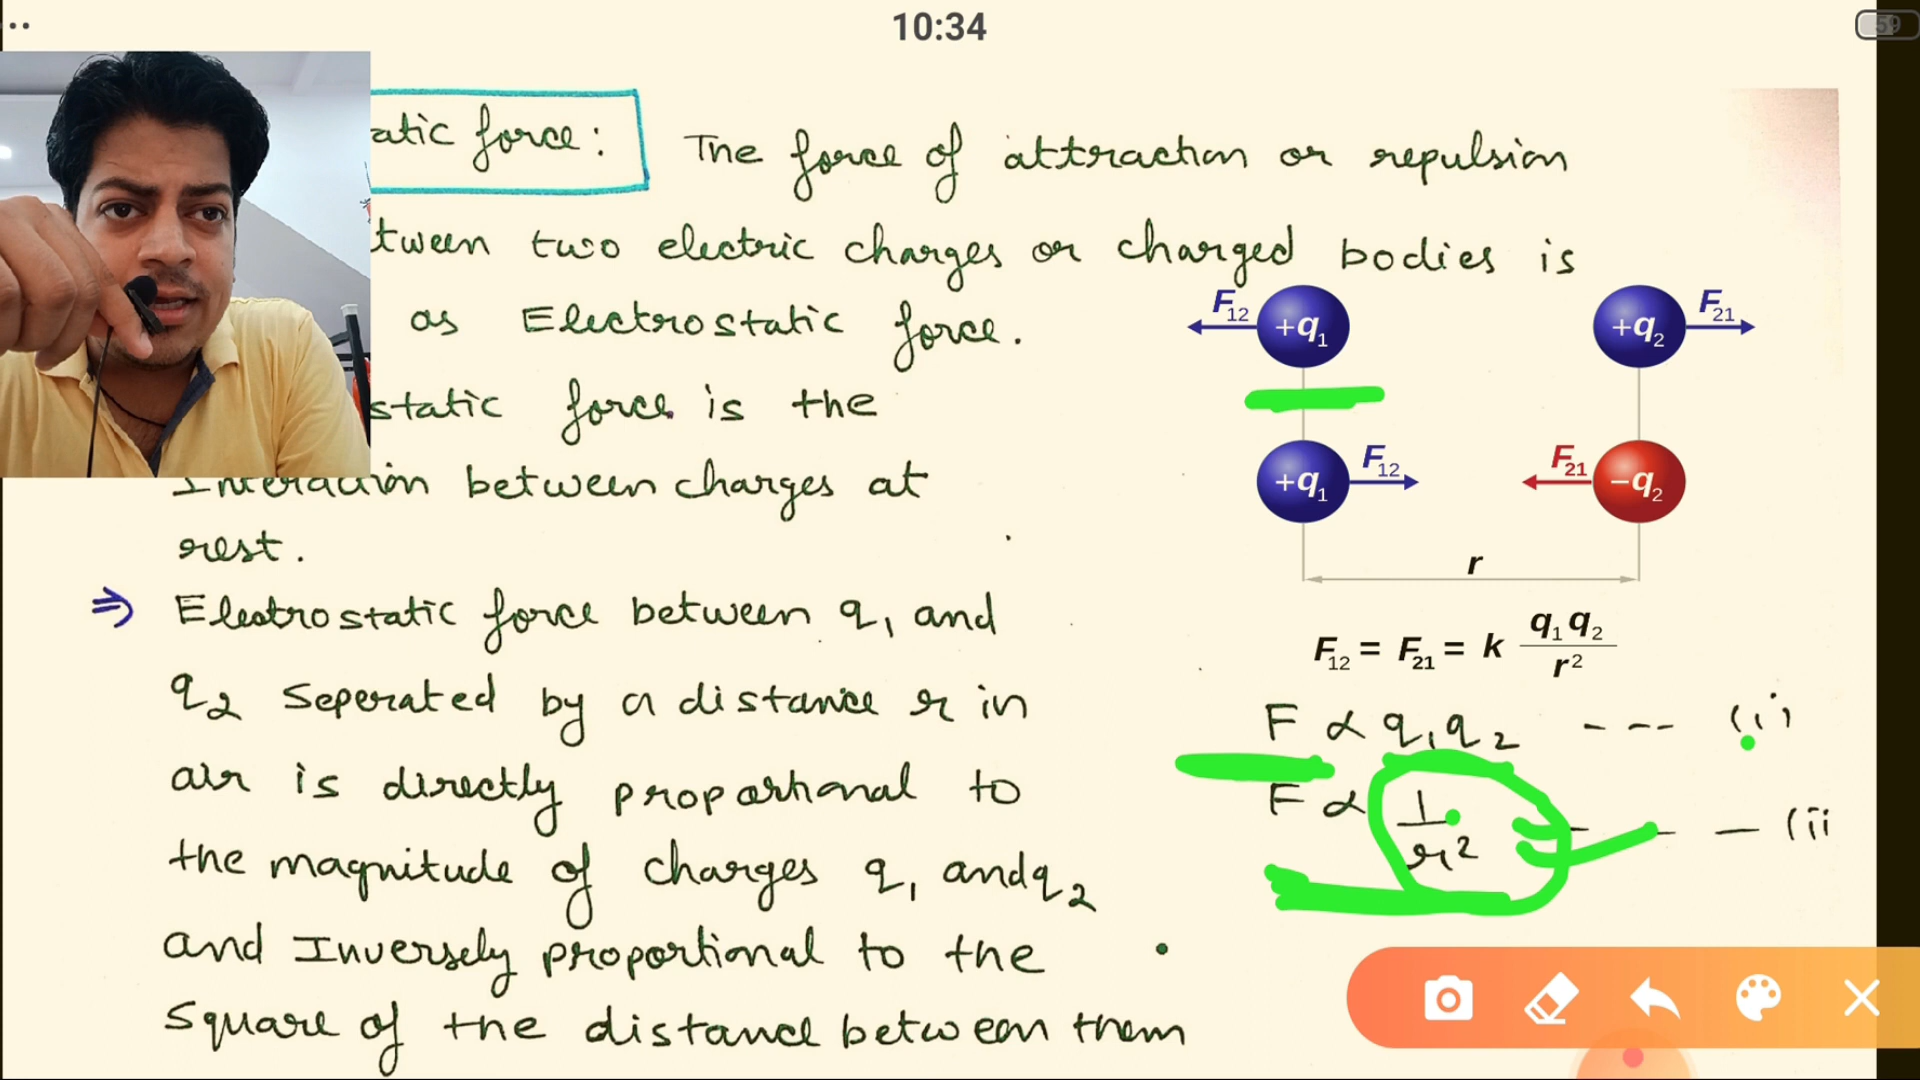 10:34
59
atic force: The force of attraction or repulsion
tween two electric charges or charged bodies is
as Electrostatic force.
static force is the
Interaction between charges at
rest.
⇒ Electrostatic force between q₁ and
q₂ Seperated by a distance r in
air is directly proportional to
the magnitude of charges q₁ and q₂
and Inversely proportional to the
Square of the distance between them
F₁₂ +q₁ +q₂ F₂₁
+q₁ F₁₂ F₂₁ −q₂
r
F₁₂ = F₂₁ = k q₁q₂ / r²
F ∝ q₁q₂ --- (i)
F ∝ 1/r² --- (ii